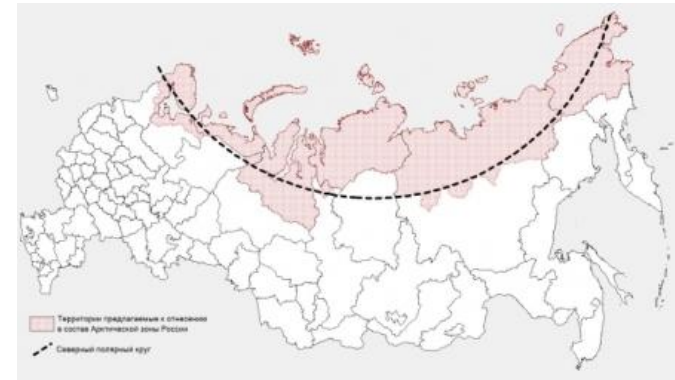 Территории предлагаемые к отнесению
в состав Арктической зоны России
Северный полярный круг